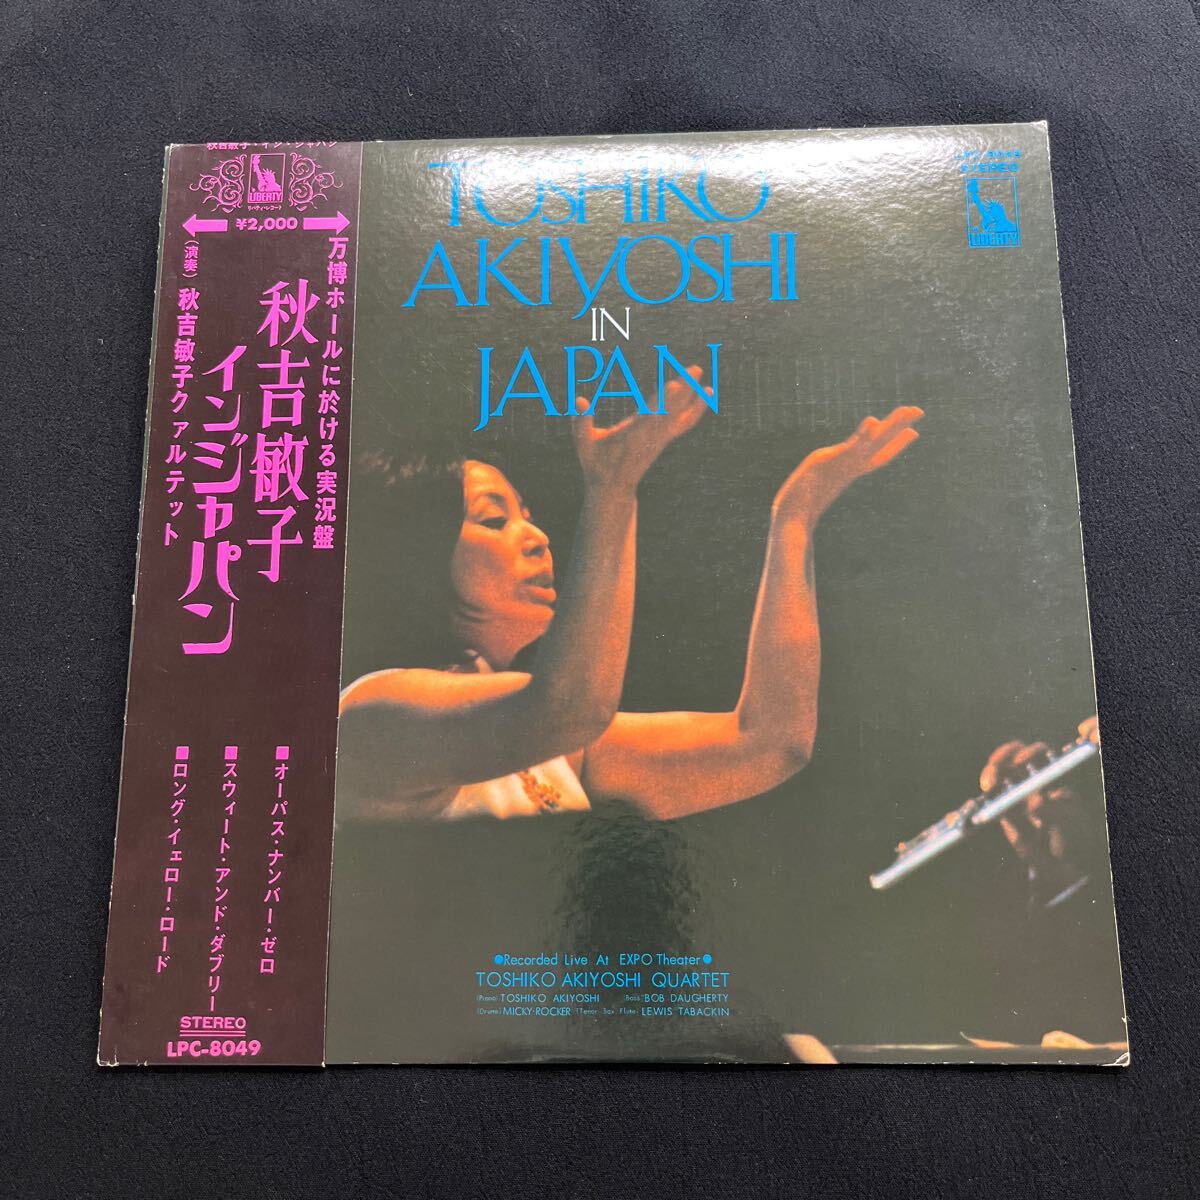 秋吉敏子・イン・ジャパン
LIBERTY
リバティ・レコード
¥2,000
万博ホールに於ける実況盤
秋吉敏子
インジャパン
(演奏)秋吉敏子クァルテット
■オーパス・ナンバー・ゼロ
■スウィート・アンド・ダブリー
■ロング・イェロー・ロード
STEREO
LPC-8049
TOSHIKO
AKIYOSHI
IN
JAPAN
LPC-8049
STEREO
LIBERTY
●Recorded Live At EXPO Theater●
TOSHIKO AKIYOSHI QUARTET
(Piano) TOSHIKO AKIYOSHI (Bass) BOB DAUGHERTY
(Drums) MICKY·ROCKER (Tenor Sax, Flute) LEWIS TABACKIN